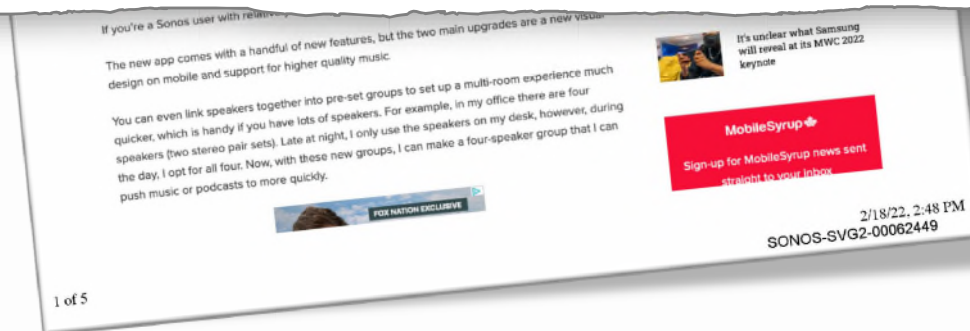 If you're a Sonos user with
The new app comes with a handful of new features, but the two main upgrades are a new visual
design on mobile and support for higher quality music
You can even link speakers together into pre-set groups to set up a multi-room experience much
quicker, which is handy if you have lots of speakers. For example, in my office there are four
speakers (two stereo pair sets). Late at night, I only use the speakers on my desk, however, during
the day, I opt for all four. Now, with these new groups, I can make a four-speaker group that I can
push music or podcasts to more quickly.
FOX NATION EXCLUSIVE
It's unclear what Samsung
will reveal at its MWC 2022
keynote
MobileSyrup
Sign-up for MobileSyrup news sent
straight to your inbox
2/18/22, 2:48 PM
SONOS-SVG2-00062449
1 of 5